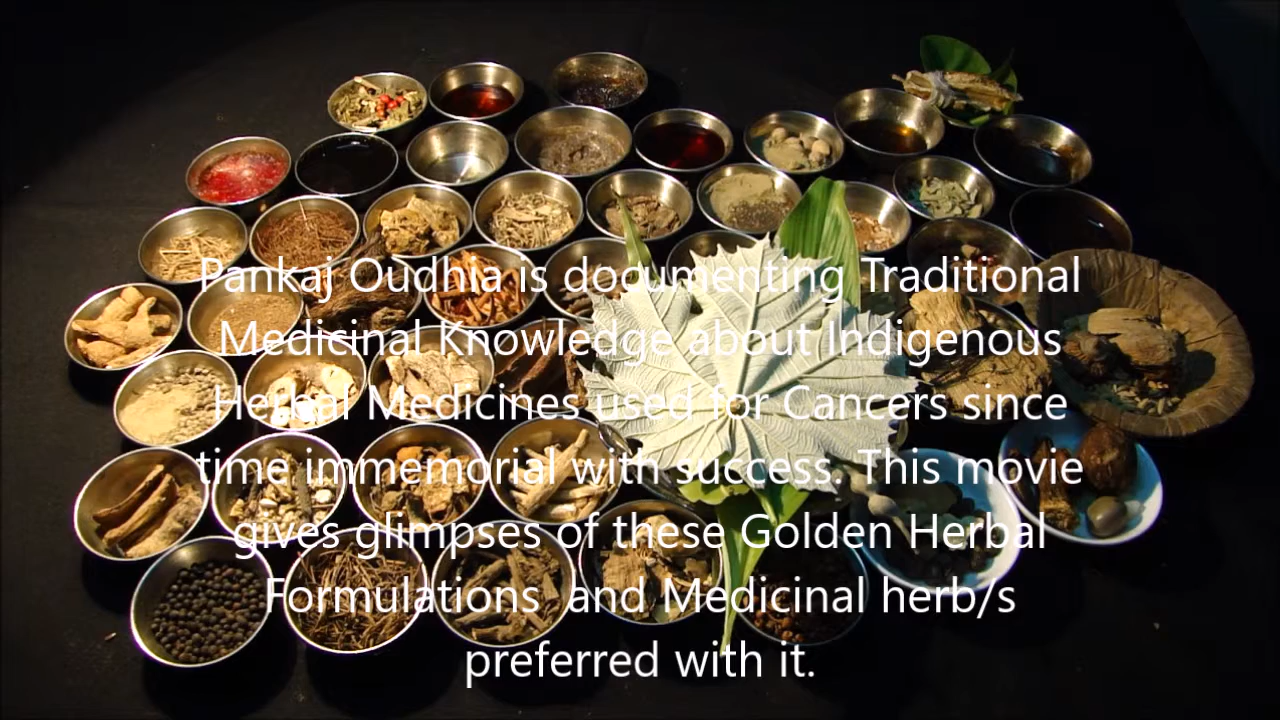 Pankaj Oudhia is documenting Traditional
Medicinal Knowledge about Indigenous
Herbal Medicines used for Cancers since
time immemorial with success. This movie
gives glimpses of these Golden Herbal
Formulations  and Medicinal herb/s
preferred with it.